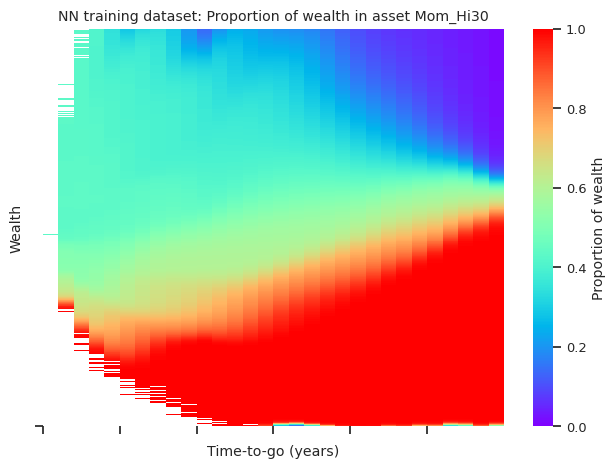 NN training dataset: Proportion of wealth in asset Mom_Hi30
Wealth
Time-to-go (years)
1.0
0.8
0.6
0.4
0.2
0.0
Proportion of wealth